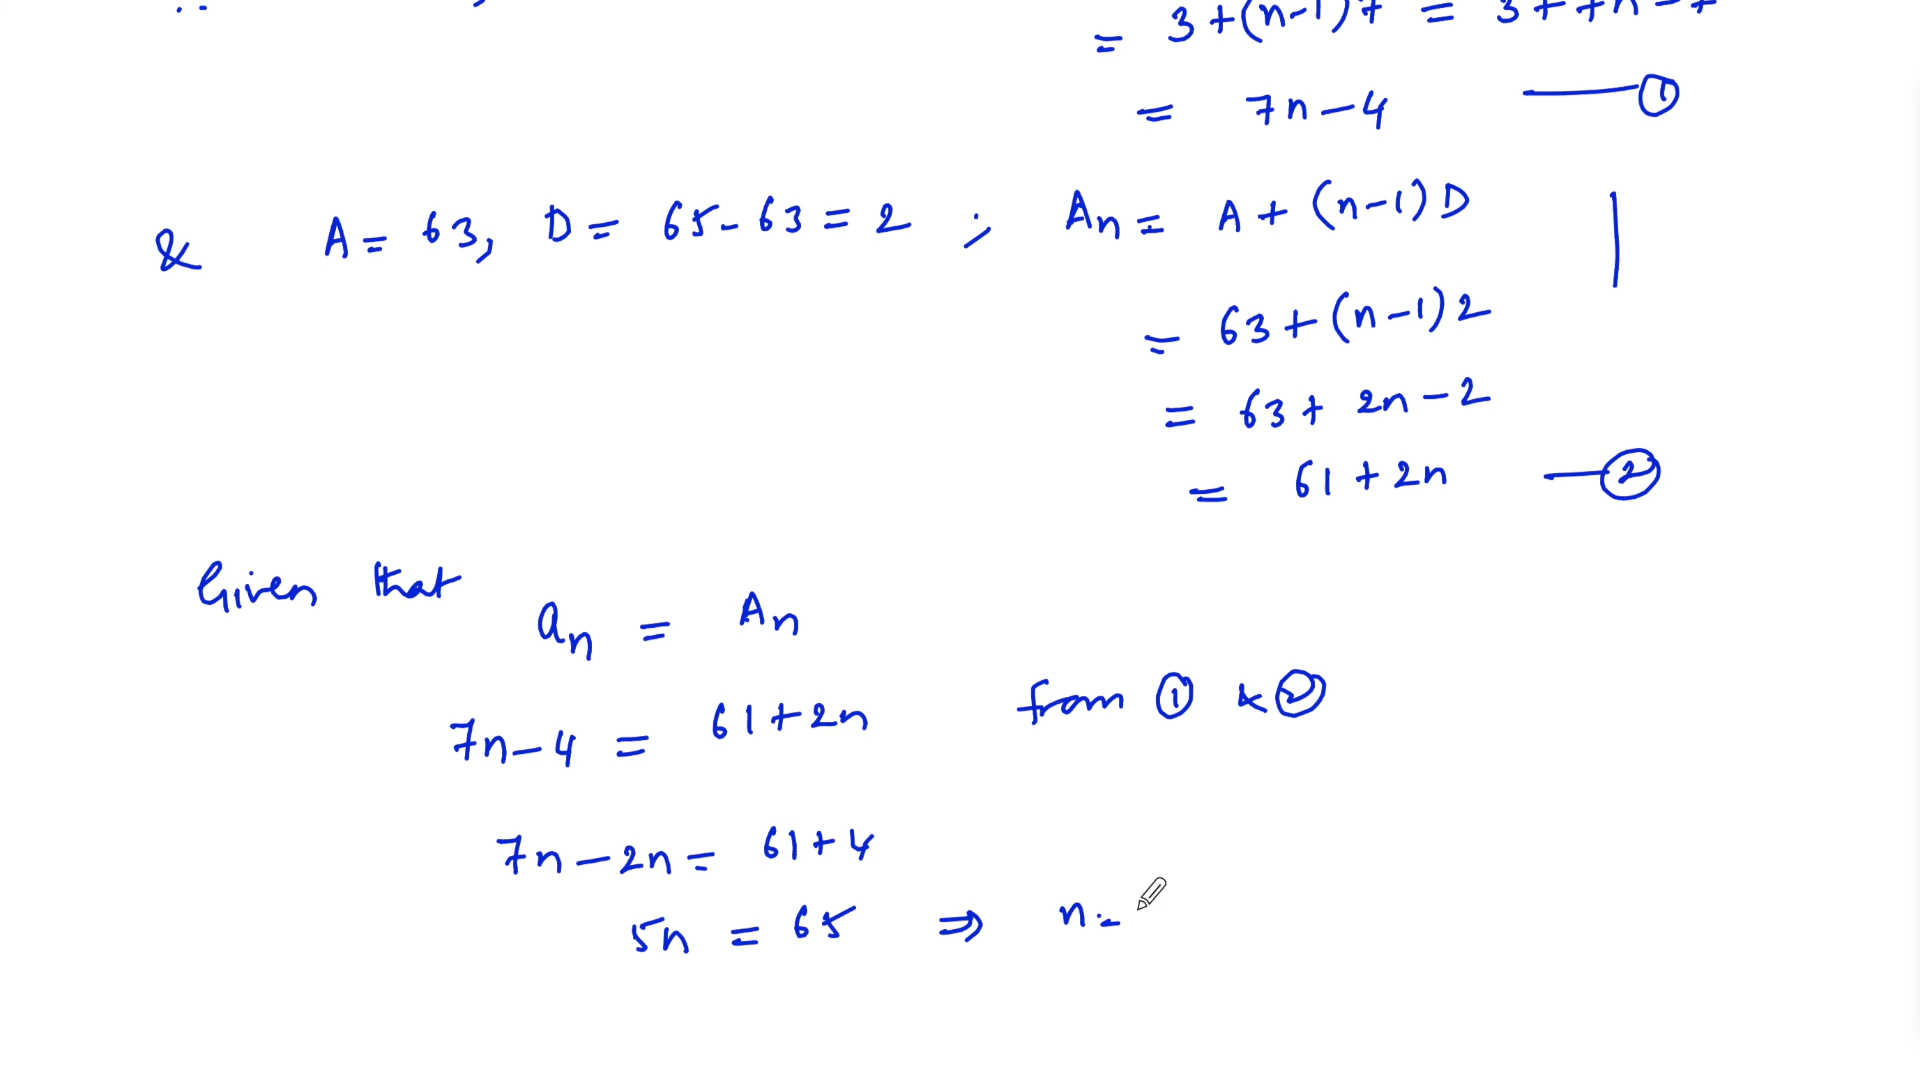 = 3+(n-1)7 = 3+7n-7
= 7n-4 ——①
& A= 63, D= 65-63 = 2 ; An = A+(n-1)D
= 63+(n-1)2
= 63+ 2n-2
= 61+2n —②
Given that
an = An
7n-4 = 61+2n from ① & ②
7n-2n = 61+4
5n = 65 ⇒ n=